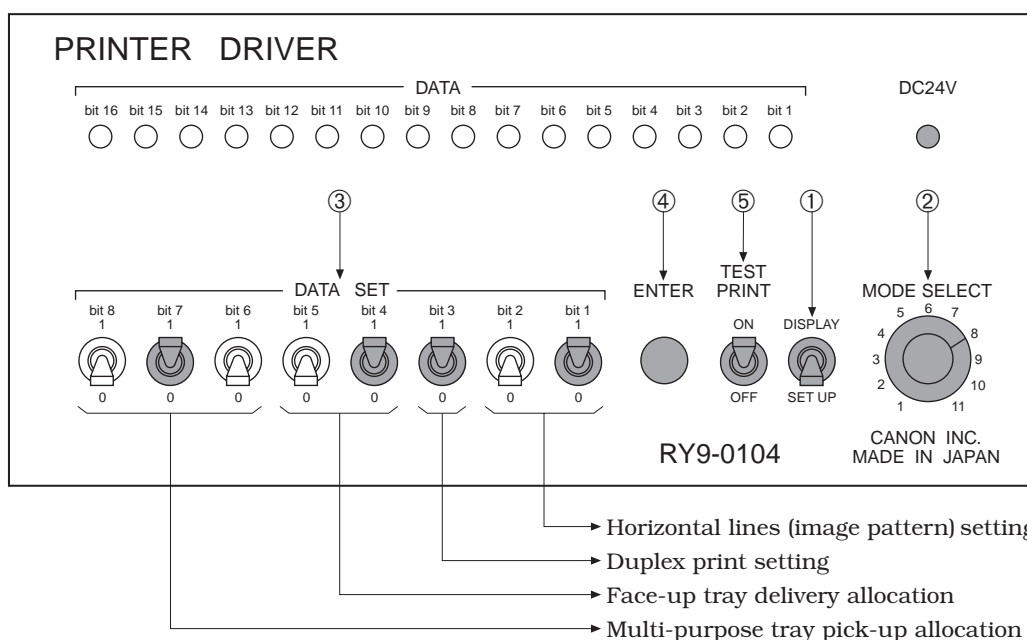 PRINTER DRIVER
DATA
DC24V
bit 16 bit 15 bit 14 bit 13 bit 12 bit 11 bit 10 bit 9 bit 8 bit 7 bit 6 bit 5 bit 4 bit 3 bit 2 bit 1
③ ④ ⑤ ① ②
DATA SET
ENTER
TEST
PRINT
MODE SELECT
bit 8 bit 7 bit 6 bit 5 bit 4 bit 3 bit 2 bit 1
1 1 1 1 1 1 1 1
ON DISPLAY
0 0 0 0 0 0 0 0
OFF SET UP
1 2 3 4 5 6 7 8 9 10 11
RY9-0104
CANON INC.
MADE IN JAPAN
Horizontal lines (image pattern) setting
Duplex print setting
Face-up tray delivery allocation
Multi-purpose tray pick-up allocation